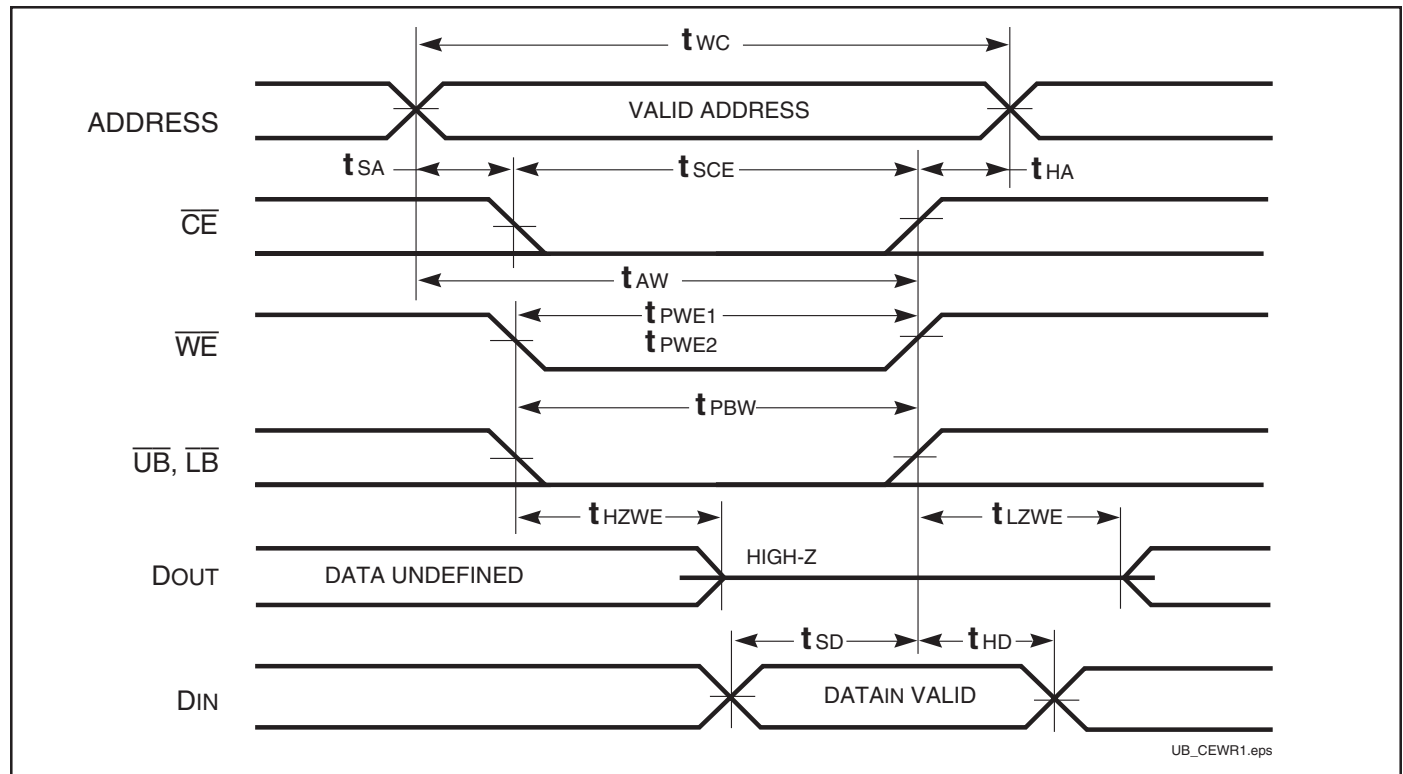 tWC
ADDRESS
VALID ADDRESS
tSA
tSCE
tHA
CE
tAW
WE
tPWE1
tPWE2
tPBW
UB, LB
tHZWE
tLZWE
DOUT
DATA UNDEFINED
HIGH-Z
tSD
tHD
DIN
DATAIN VALID
UB_CEWR1.eps